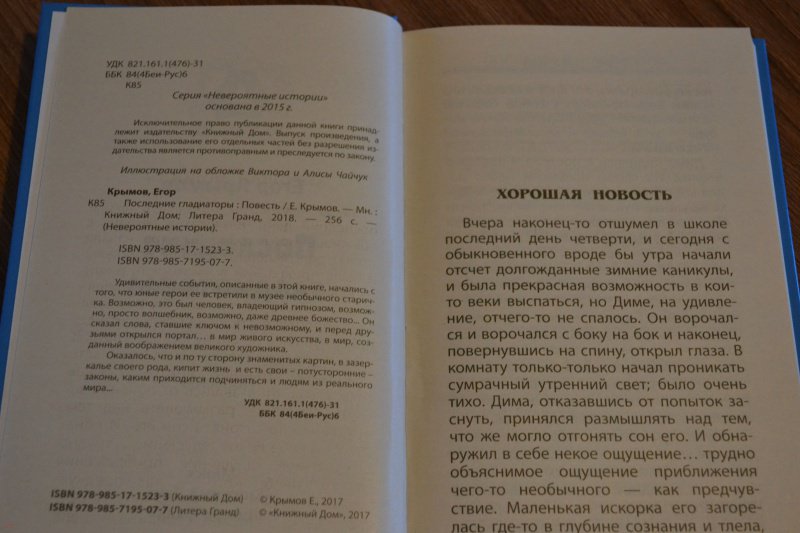 УДК 821.161.1(476)-31
ББК 84(4Беи-Рус)6
К85
Серия «Невероятные истории»
основана в 2015 г.
Исключительное право публикации данной книги принад-
лежит издательству «Книжный Дом». Выпуск произведения, а
также использование его отдельных частей без разрешения из-
дательства является противоправным и преследуется по закону.
Иллюстрация на обложке Виктора и Алисы Чайчук
Крымов, Егор
К85 Последние гладиаторы : Повесть /.Е. Крымов. — Мн. :
Книжный Дом; Литера Гранд, 2018. — 256 с. —
(Невероятные истории).
ISBN 978-985-17-1523-3.
ISBN 978-985-7195-07-7.
Удивительные события, описанные в этой книге, начались с
того, что юные герои ее встретили в музее необычного старич-
ка. Возможно, это был человек, владеющий гипнозом, возмож-
но, просто волшебник, возможно, даже древнее божество... Он
сказал слова, ставшие ключом к невозможному, и перед дру-
зьями открылся портал... в мир живого искусства, в мир, соз-
данный воображением великого художника.
Оказалось, что и по ту сторону знаменитых картин, в зазер-
калье своего рода, кипит жизнь и есть свои – потусторонние –
законы, каким приходится подчиняться и людям из реального
мира...
УДК 821.161.1(476)-31
ББК 84(4Беи-Рус)6
ISBN 978-985-17-1523-3 (Книжный Дом) © Крымов Е., 2017
ISBN 978-985-7195-07-7 (Литера Гранд) © «Книжный Дом», 2017
ХОРОШАЯ НОВОСТЬ
Вчера наконец-то отшумел в школе
последний день четверти, и сегодня с
обыкновенного вроде бы утра начали
отсчет долгожданные зимние каникулы,
и была прекрасная возможность в кои-
то веки выспаться, но Диме, на удивле-
ние, отчего-то не спалось. Он ворочал-
ся и ворочался с боку на бок и наконец,
повернувшись на спину, открыл глаза. В
комнату только-только начал проникать
сумрачный утренний свет; было очень
тихо. Дима, отказавшись от попыток за-
снуть, принялся размышлять над тем,
что же могло отгонять сон его. И обна-
ружил в себе некое ощущение... трудно
объяснимое ощущение приближения
чего-то необычного — как предчув-
ствие. Маленькая искорка его загоре-
лась где-то в глубине сознания и тлела,